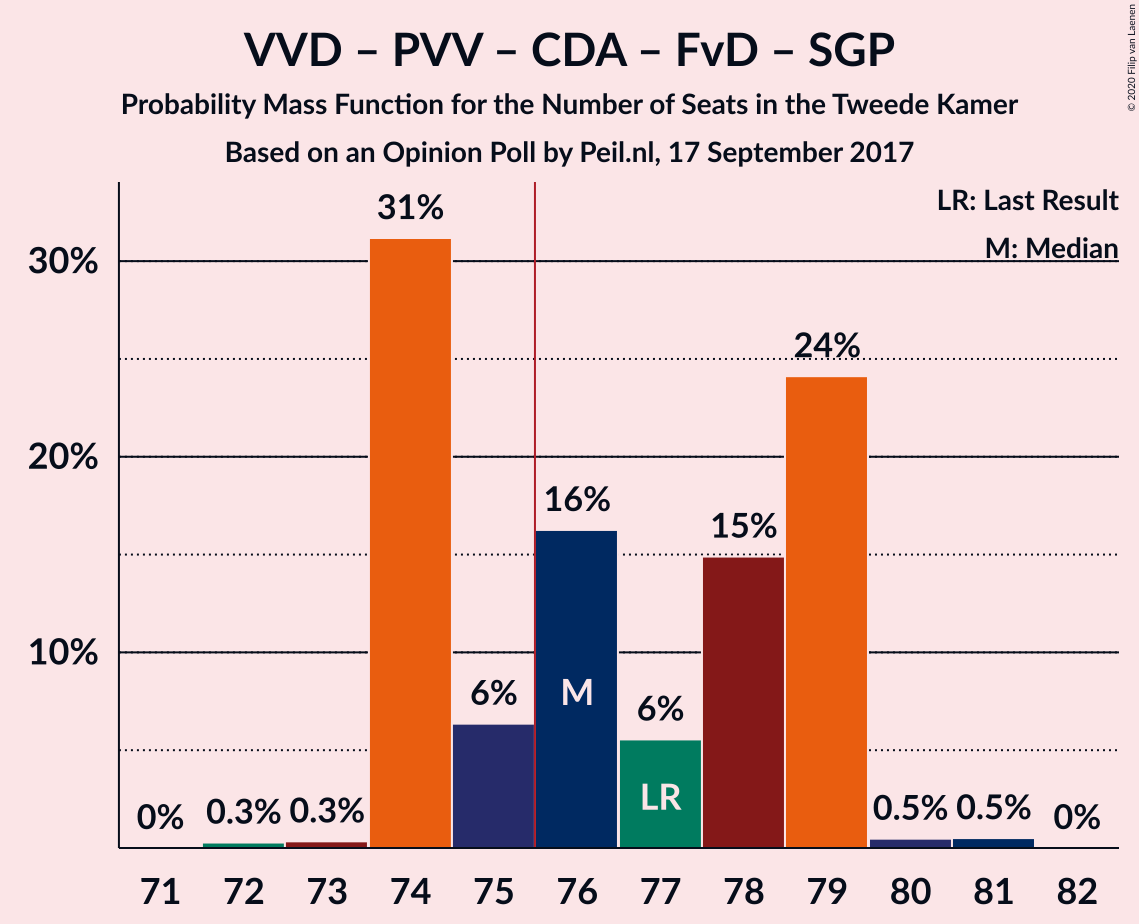 VVD – PVV – CDA – FvD – SGP
Probability Mass Function for the Number of Seats in the Tweede Kamer
Based on an Opinion Poll by Peil.nl, 17 September 2017
© 2020 Filip van Laenen
LR: Last Result
M: Median
30%
20%
10%
0%
0.3%
0.3%
31%
6%
16%
6%
15%
24%
0.5%
0.5%
0%
M
LR
71 72 73 74 75 76 77 78 79 80 81 82